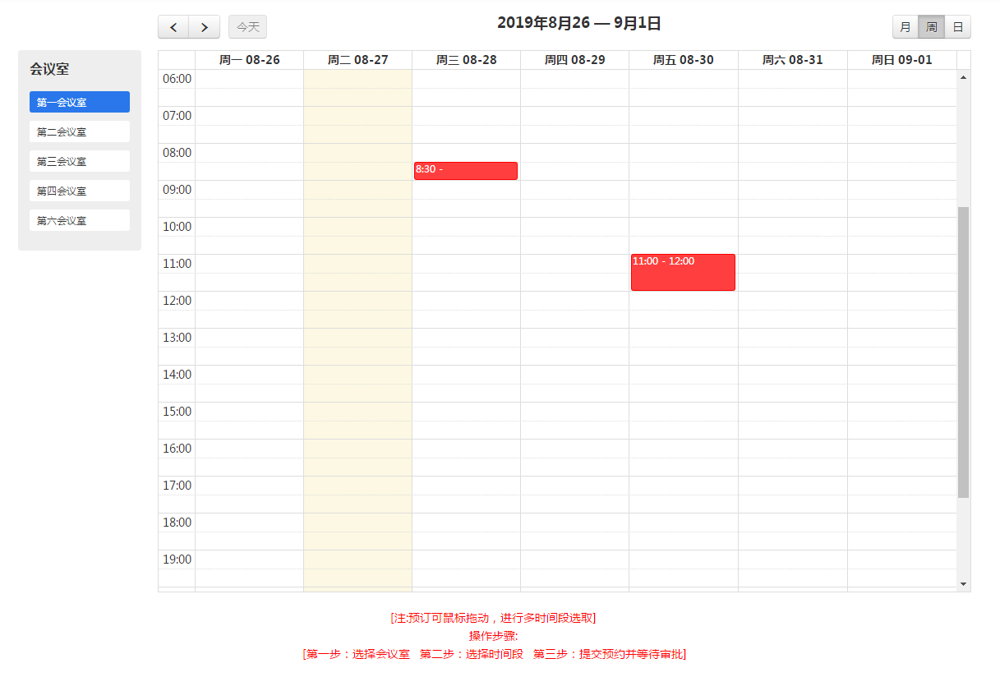 今天
2019年8月26 — 9月1日
月 周 日
会议室
第一会议室
第二会议室
第三会议室
第四会议室
第六会议室
周一 08-26 周二 08-27 周三 08-28 周四 08-29 周五 08-30 周六 08-31 周日 09-01
06:00
07:00
08:00
8:30 -
09:00
10:00
11:00
11:00 - 12:00
12:00
13:00
14:00
15:00
16:00
17:00
18:00
19:00
[注:预订可鼠标拖动，进行多时间段选取]
操作步骤:
[第一步：选择会议室 第二步：选择时间段 第三步：提交预约并等待审批]